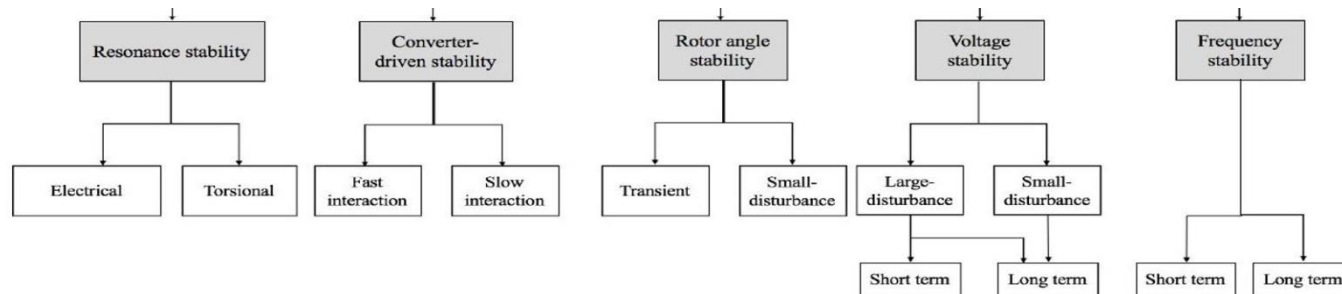 Resonance stability
Converter-
driven stability
Rotor angle
stability
Voltage
stability
Frequency
stability
Electrical
Torsional
Fast
interaction
Slow
interaction
Transient
Small-
disturbance
Large-
disturbance
Small-
disturbance
Short term
Long term
Short term
Long term